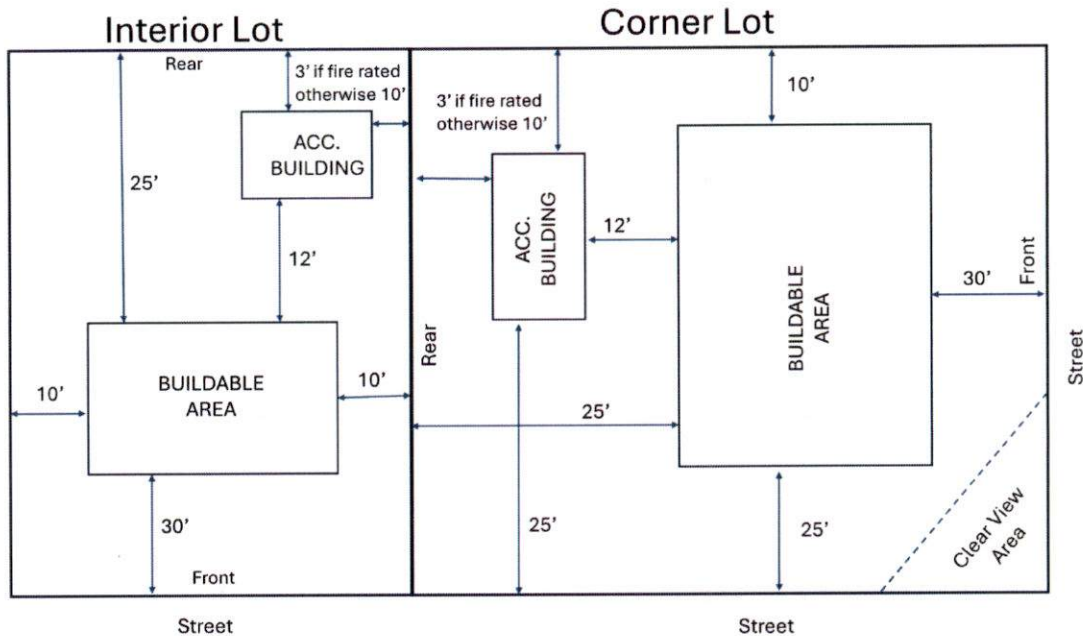 Interior Lot
Corner Lot
Rear
3' if fire rated
otherwise 10'
ACC.
BUILDING
25'
12'
BUILDABLE
AREA
10'
10'
30'
Front
Street
3' if fire rated
otherwise 10'
10'
ACC.
BUILDING
12'
BUILDABLE
AREA
30'
Front
Street
Rear
25'
25'
25'
Clear View
Area
Street